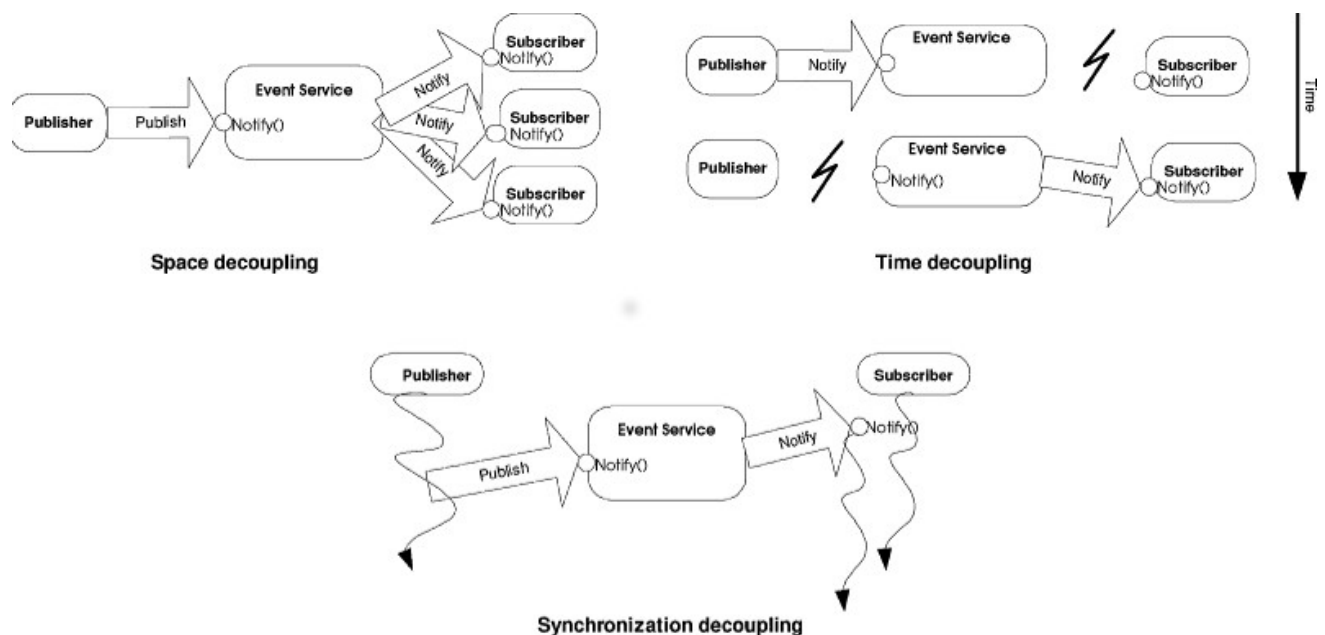 Publisher
Publish
Event Service
Notify()
Notify
Notify
Notify
Subscriber
Notify()
Subscriber
Notify()
Subscriber
Notify()
Space decoupling
Publisher
Notify
Event Service
Subscriber
Notify()
Publisher
Event Service
Notify()
Notify
Subscriber
Notify()
Time
Time decoupling
Publisher
Publish
Event Service
Notify()
Notify
Subscriber
Notify()
Synchronization decoupling